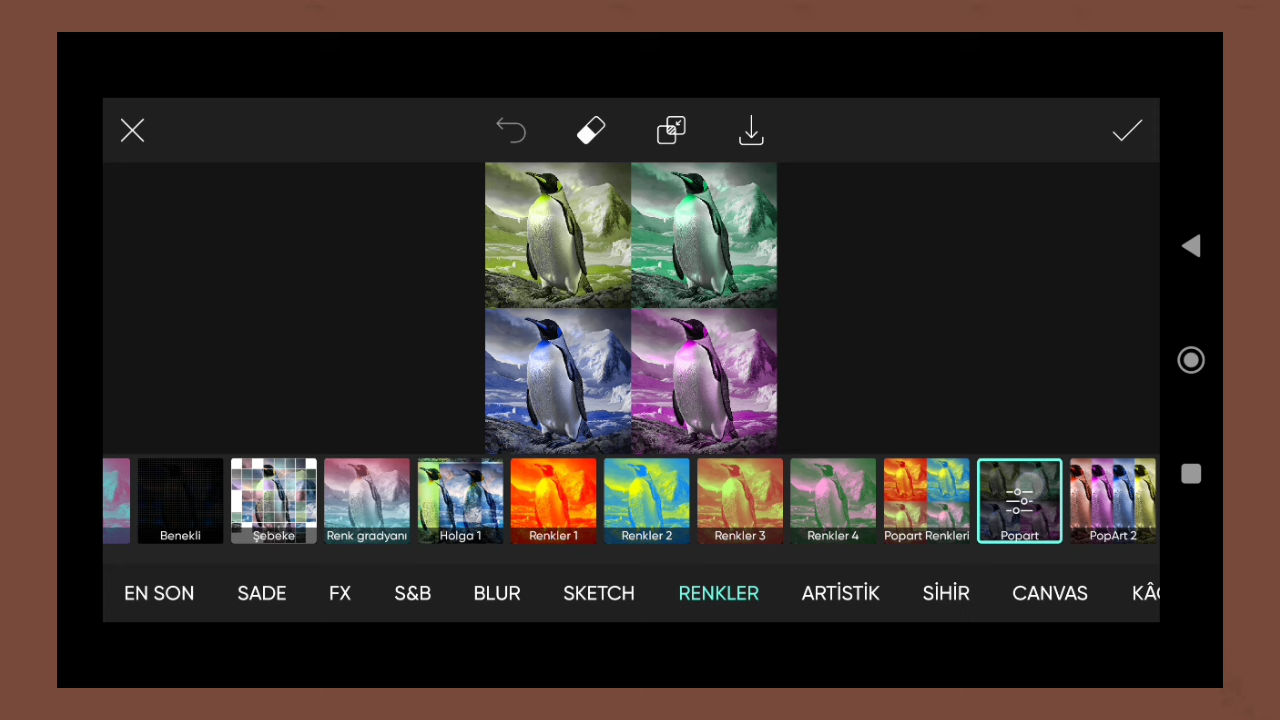 Benekli Şebeke Renk gradyanı Holga 1 Renkler 1 Renkler 2 Renkler 3 Renkler 4 Popart Renkleri Popart PopArt 2
EN SON SADE FX S&B BLUR SKETCH RENKLER ARTİSTİK SİHİR CANVAS